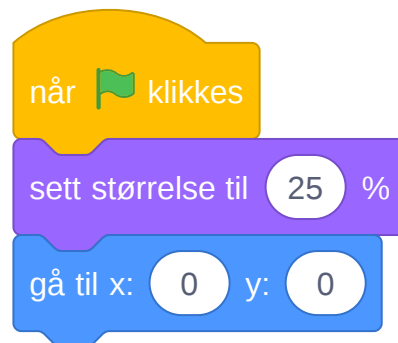 når klikkes
sett størrelse til 25 %
gå til x: 0 y: 0